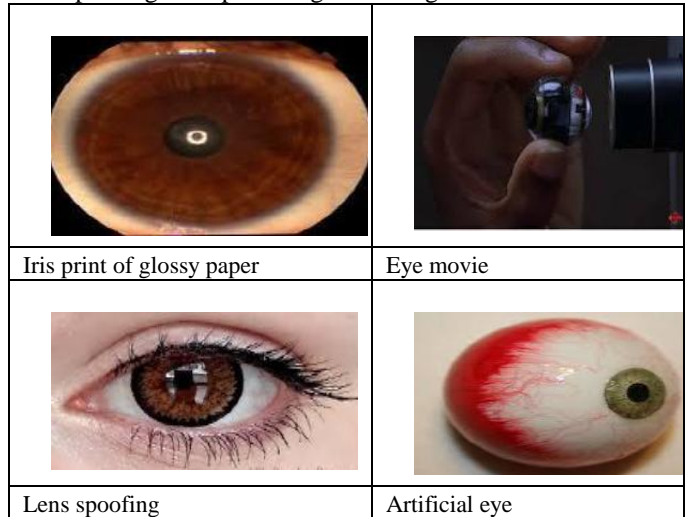 Iris print of glossy paper
Eye movie
Lens spoofing
Artificial eye